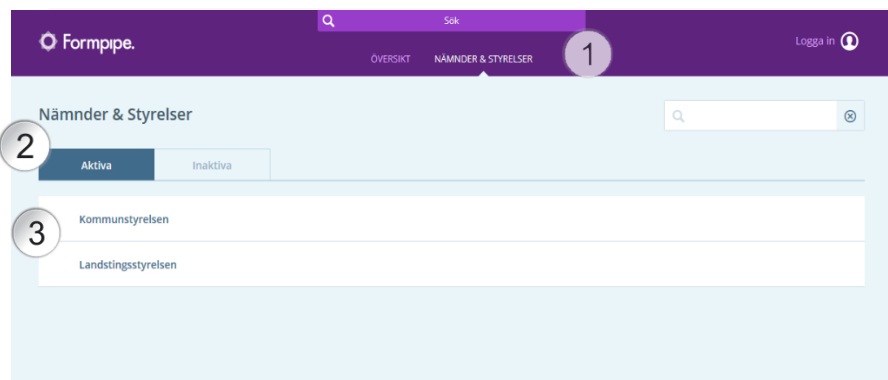 Sök
Formpipe.
Logga in
ÖVERSIKT NÄMNDER & STYRELSER
1
Nämnder & Styrelser
2
Aktiva Inaktiva
Kommunstyrelsen
3
Landstingsstyrelsen